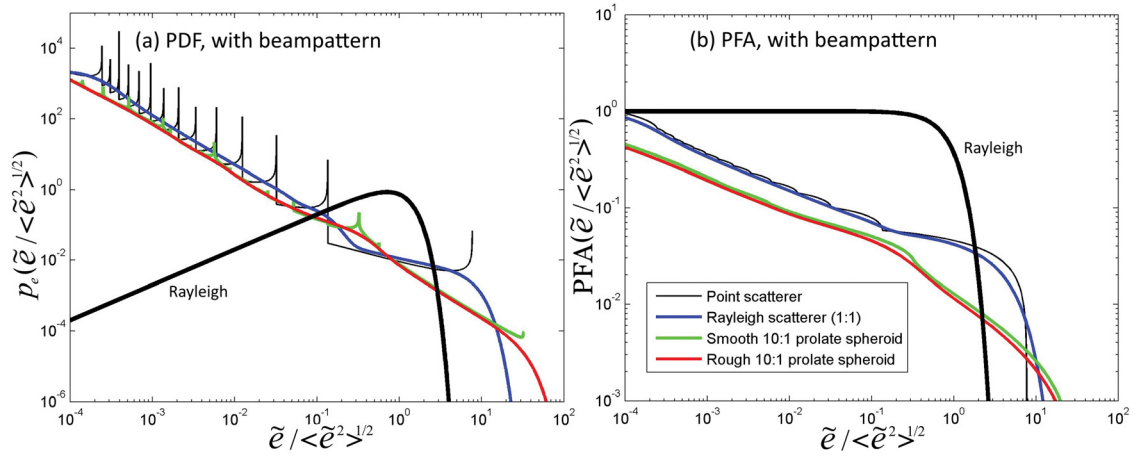 (a) PDF, with beampattern
10^4
10^2
10^0
10^-2
10^-4
10^-6
p_e(ẽ/<ẽ²>^1/2)
Rayleigh
10^-4
10^-3
10^-2
10^-1
10^0
10^1
10^2
ẽ/<ẽ²>^1/2
(b) PFA, with beampattern
10^1
10^0
10^-1
10^-2
10^-3
PFA(ẽ/<ẽ²>^1/2)
Rayleigh
Point scatterer
Rayleigh scatterer (1:1)
Smooth 10:1 prolate spheroid
Rough 10:1 prolate spheroid
10^-4
10^-3
10^-2
10^-1
10^0
10^1
10^2
ẽ/<ẽ²>^1/2